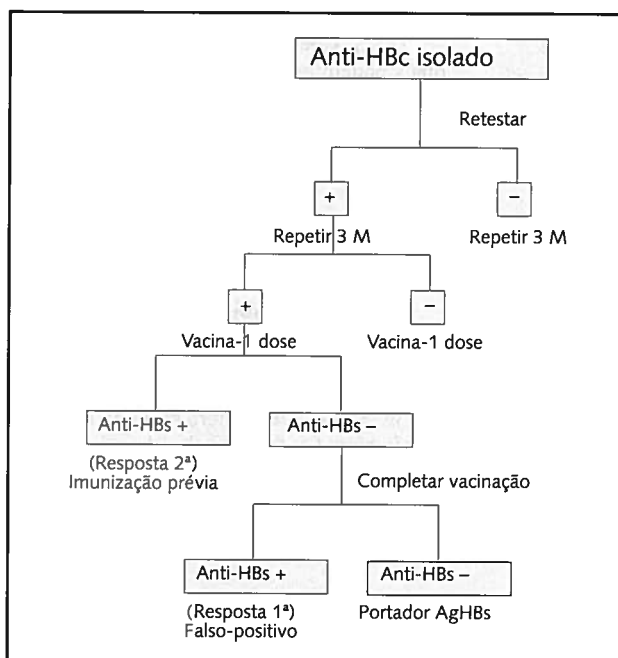 Anti-HBc isolado
Retestar
+
–
Repetir 3 M
Repetir 3 M
+
–
Vacina-1 dose
Vacina-1 dose
Anti-HBs +
Anti-HBs –
(Resposta 2ª)
Imunização prévia
Completar vacinação
Anti-HBs +
Anti-HBs –
(Resposta 1ª)
Falso-positivo
Portador AgHBs